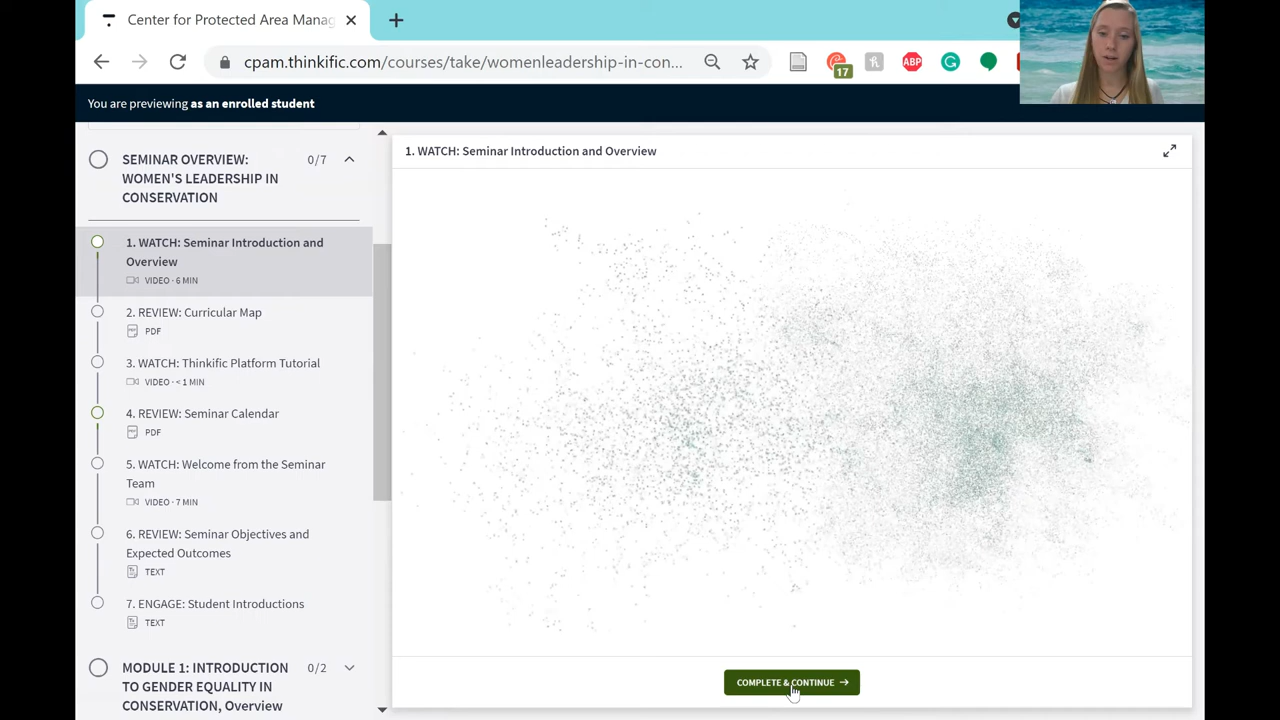 Center for Protected Area Manag
cpam.thinkific.com/courses/take/womenleadership-in-con...
17
ABP
You are previewing as an enrolled student
SEMINAR OVERVIEW: 0/7
WOMEN'S LEADERSHIP IN
CONSERVATION
1. WATCH: Seminar Introduction and
Overview
VIDEO · 6 MIN
2. REVIEW: Curricular Map
PDF
3. WATCH: Thinkific Platform Tutorial
VIDEO · < 1 MIN
4. REVIEW: Seminar Calendar
PDF
5. WATCH: Welcome from the Seminar
Team
VIDEO · 7 MIN
6. REVIEW: Seminar Objectives and
Expected Outcomes
TEXT
7. ENGAGE: Student Introductions
TEXT
MODULE 1: INTRODUCTION 0/2
TO GENDER EQUALITY IN
CONSERVATION, Overview
1. WATCH: Seminar Introduction and Overview
COMPLETE & CONTINUE